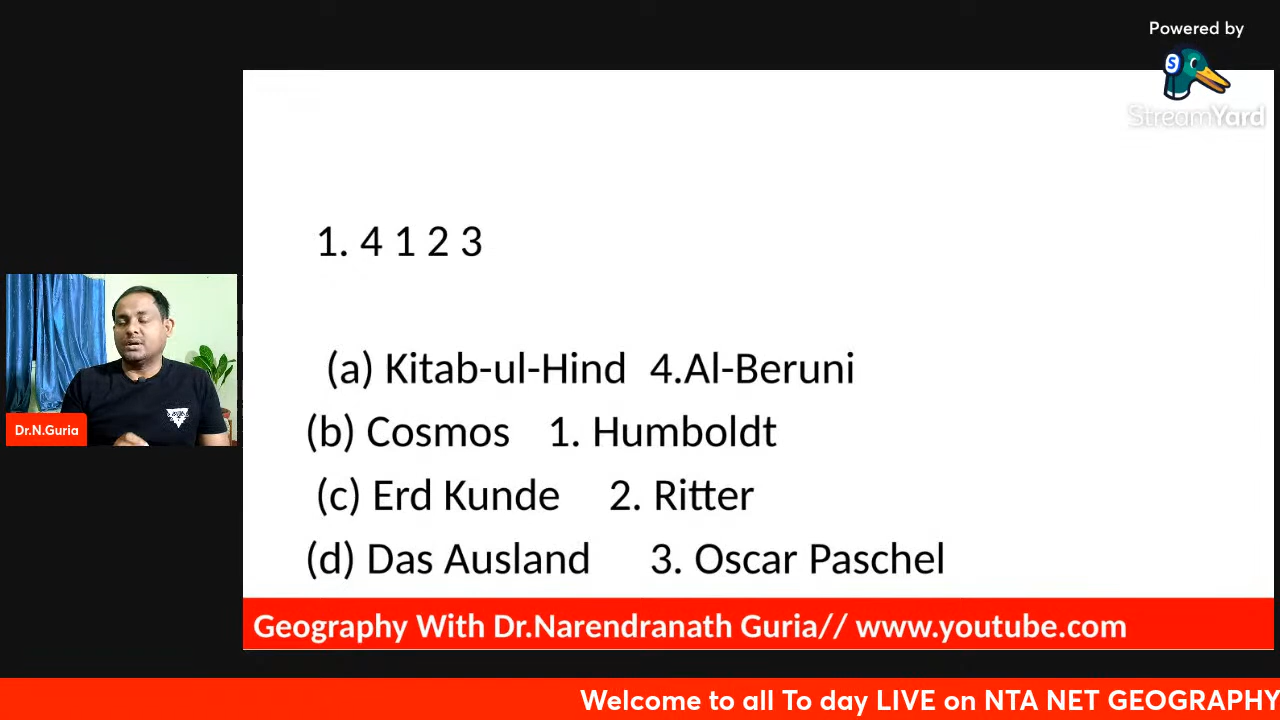 Powered by
S
StreamYard
1. 4 1 2 3
(a) Kitab-ul-Hind 4.Al-Beruni
(b) Cosmos 1. Humboldt
(c) Erd Kunde 2. Ritter
(d) Das Ausland 3. Oscar Paschel
Dr.N.Guria
Geography With Dr.Narendranath Guria// www.youtube.com
Welcome to all To day LIVE on NTA NET GEOGRAPHY